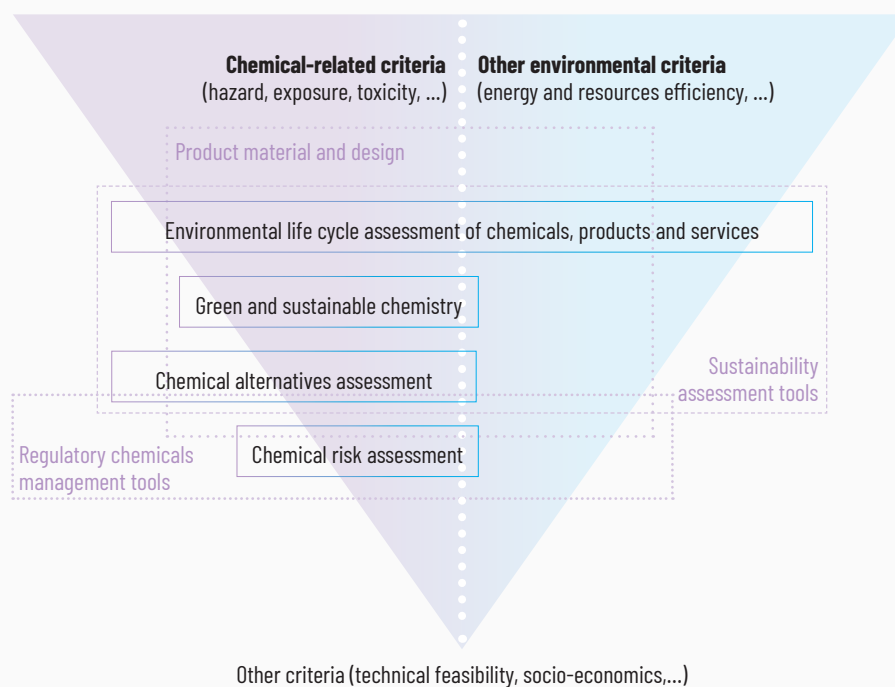 Chemical-related criteria
(hazard, exposure, toxicity, ...)
Other environmental criteria
(energy and resources efficiency, ...)
Product material and design
Environmental life cycle assessment of chemicals, products and services
Green and sustainable chemistry
Chemical alternatives assessment
Sustainability
assessment tools
Regulatory chemicals
management tools
Chemical risk assessment
Other criteria (technical feasibility, socio-economics,...)